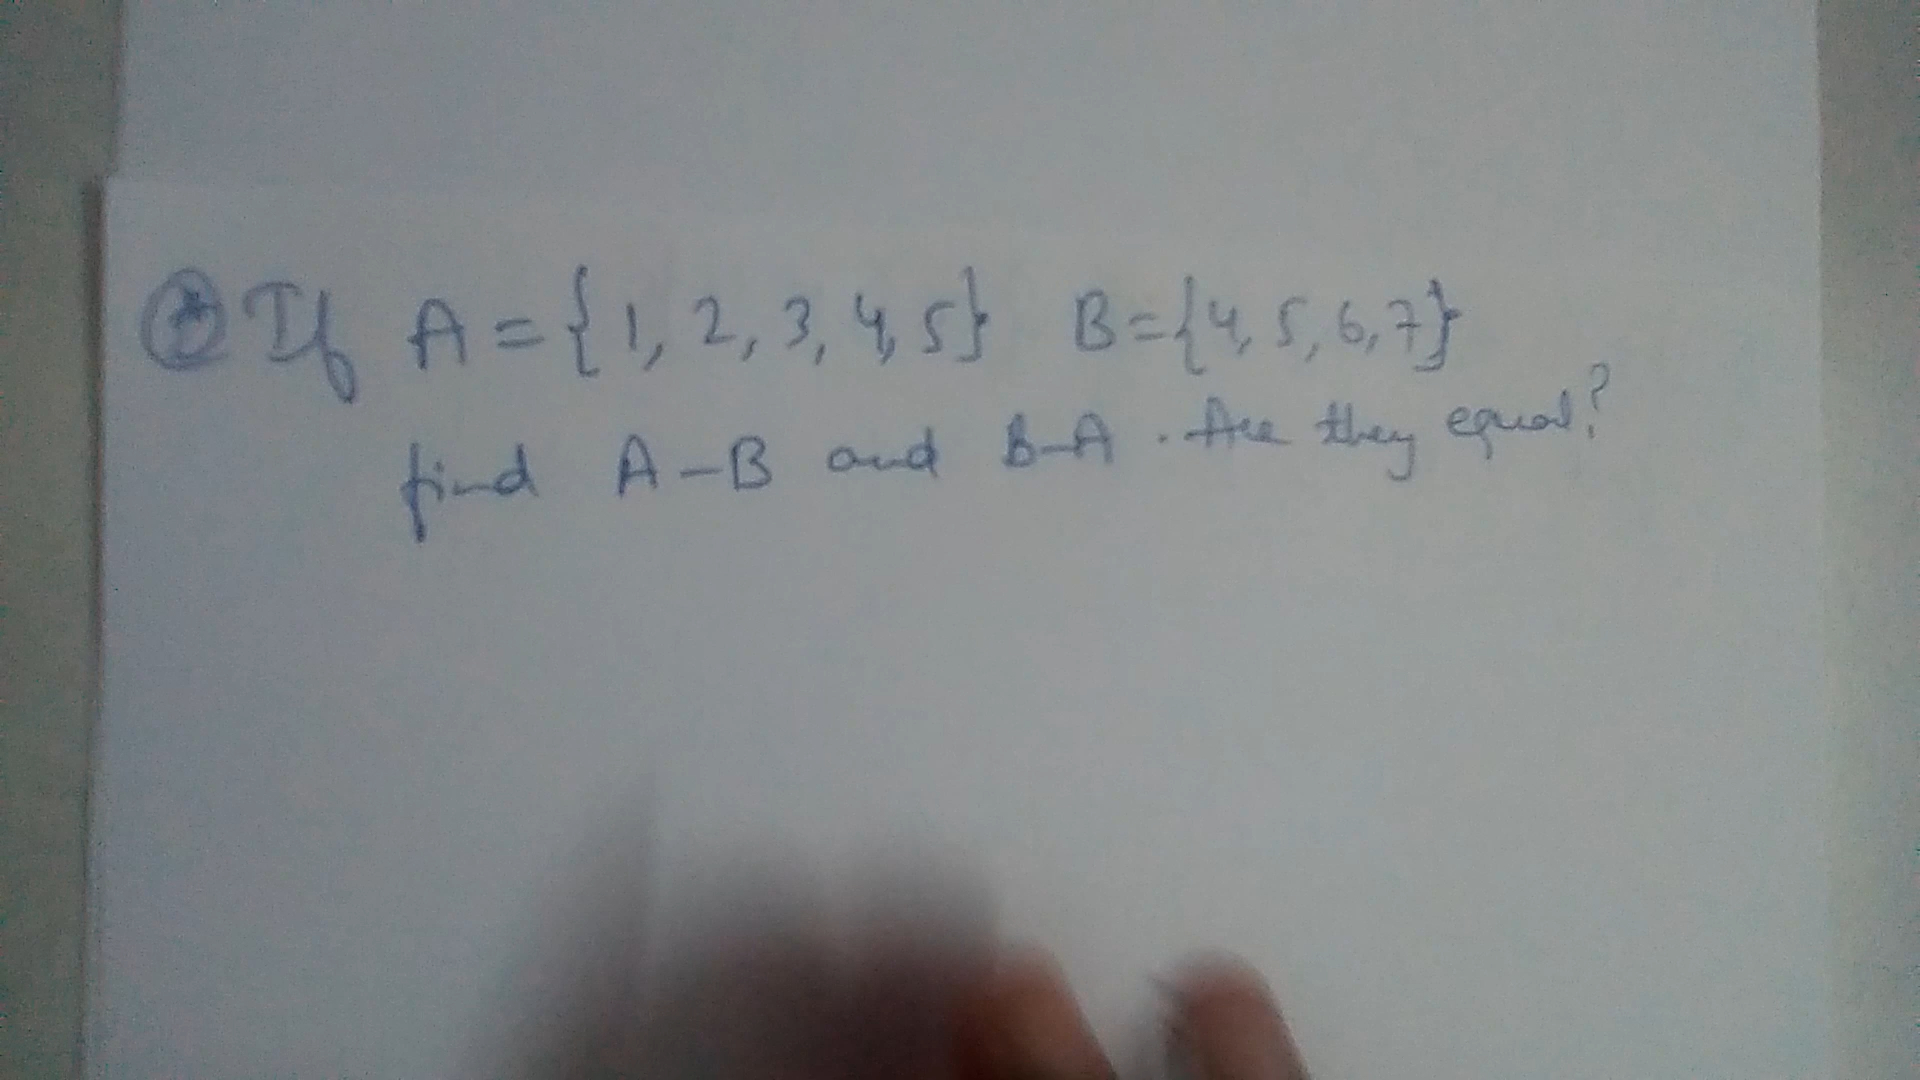 ⊛ If A = {1, 2, 3, 4, 5} B = {4, 5, 6, 7}
find A - B and B-A . Are they equal?